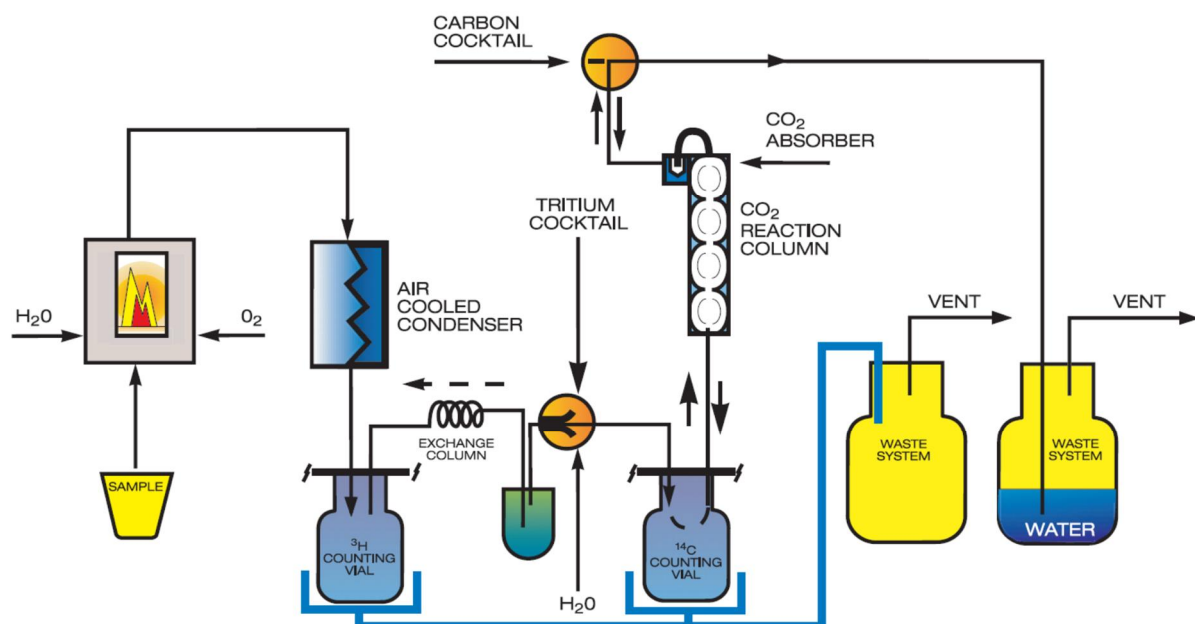 CARBON
COCKTAIL
CO₂
ABSORBER
TRITIUM
COCKTAIL
CO₂
REACTION
COLUMN
AIR
COOLED
CONDENSER
H₂0
0₂
VENT
VENT
EXCHANGE
COLUMN
SAMPLE
WASTE
SYSTEM
WASTE
SYSTEM
WATER
³H
COUNTING
VIAL
¹⁴C
COUNTING
VIAL
H₂0